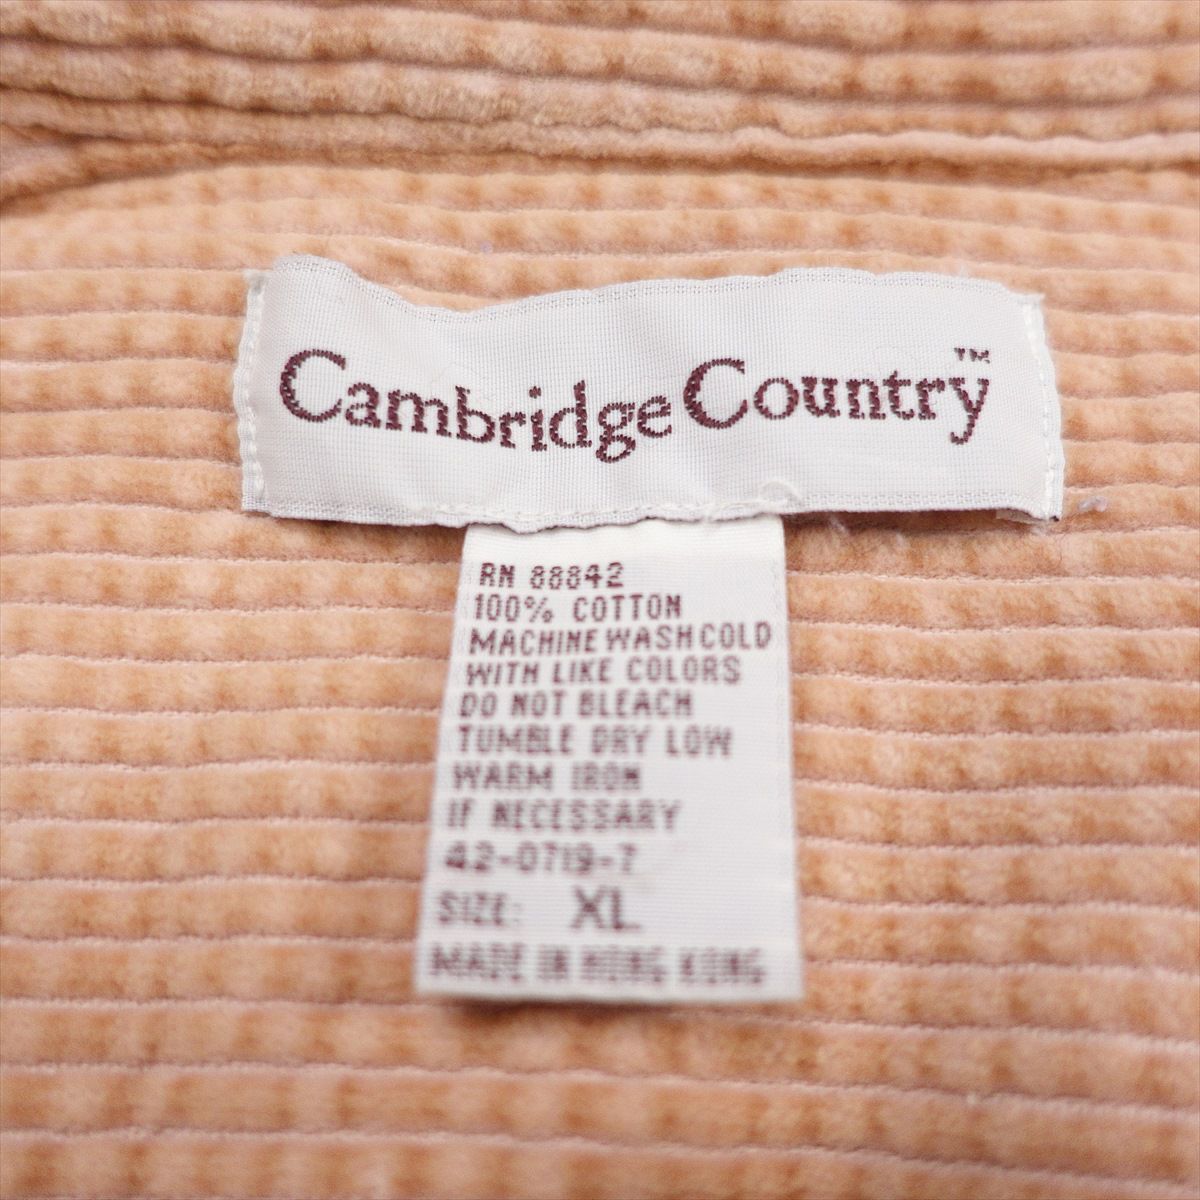 Cambridge Country™
RN 88842
100% COTTON
MACHINE WASH COLD
WITH LIKE COLORS
DO NOT BLEACH
TUMBLE DRY LOW
WARM IRON
IF NECESSARY
42-0719-7
SIZE: XL
MADE IN HONG KONG